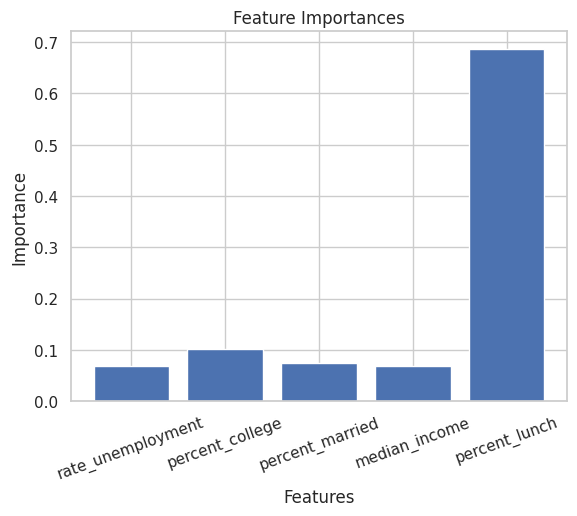 Feature Importances
0.7
0.6
0.5
0.4
0.3
0.2
0.1
0.0
Importance
rate_unemployment
percent_college
percent_married
median_income
percent_lunch
Features